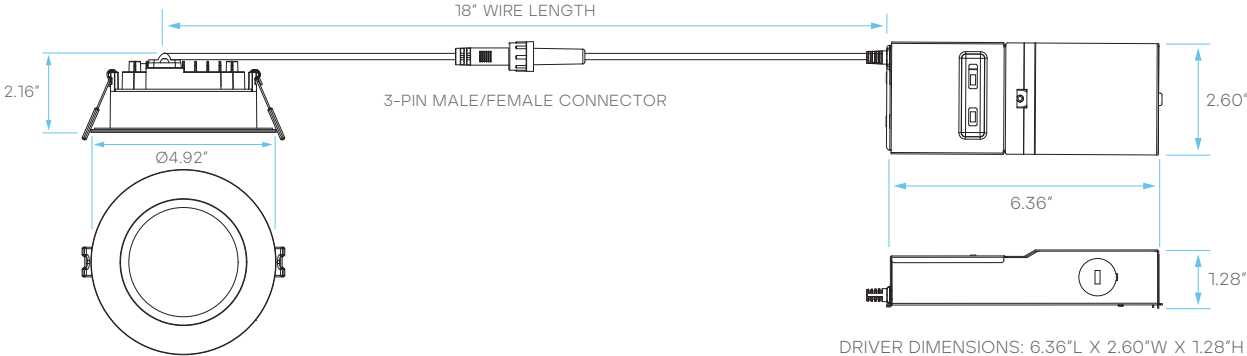 18" WIRE LENGTH
2.16"
3-PIN MALE/FEMALE CONNECTOR
2.60"
Ø4.92"
6.36"
1.28"
DRIVER DIMENSIONS: 6.36"L X 2.60"W X 1.28"H